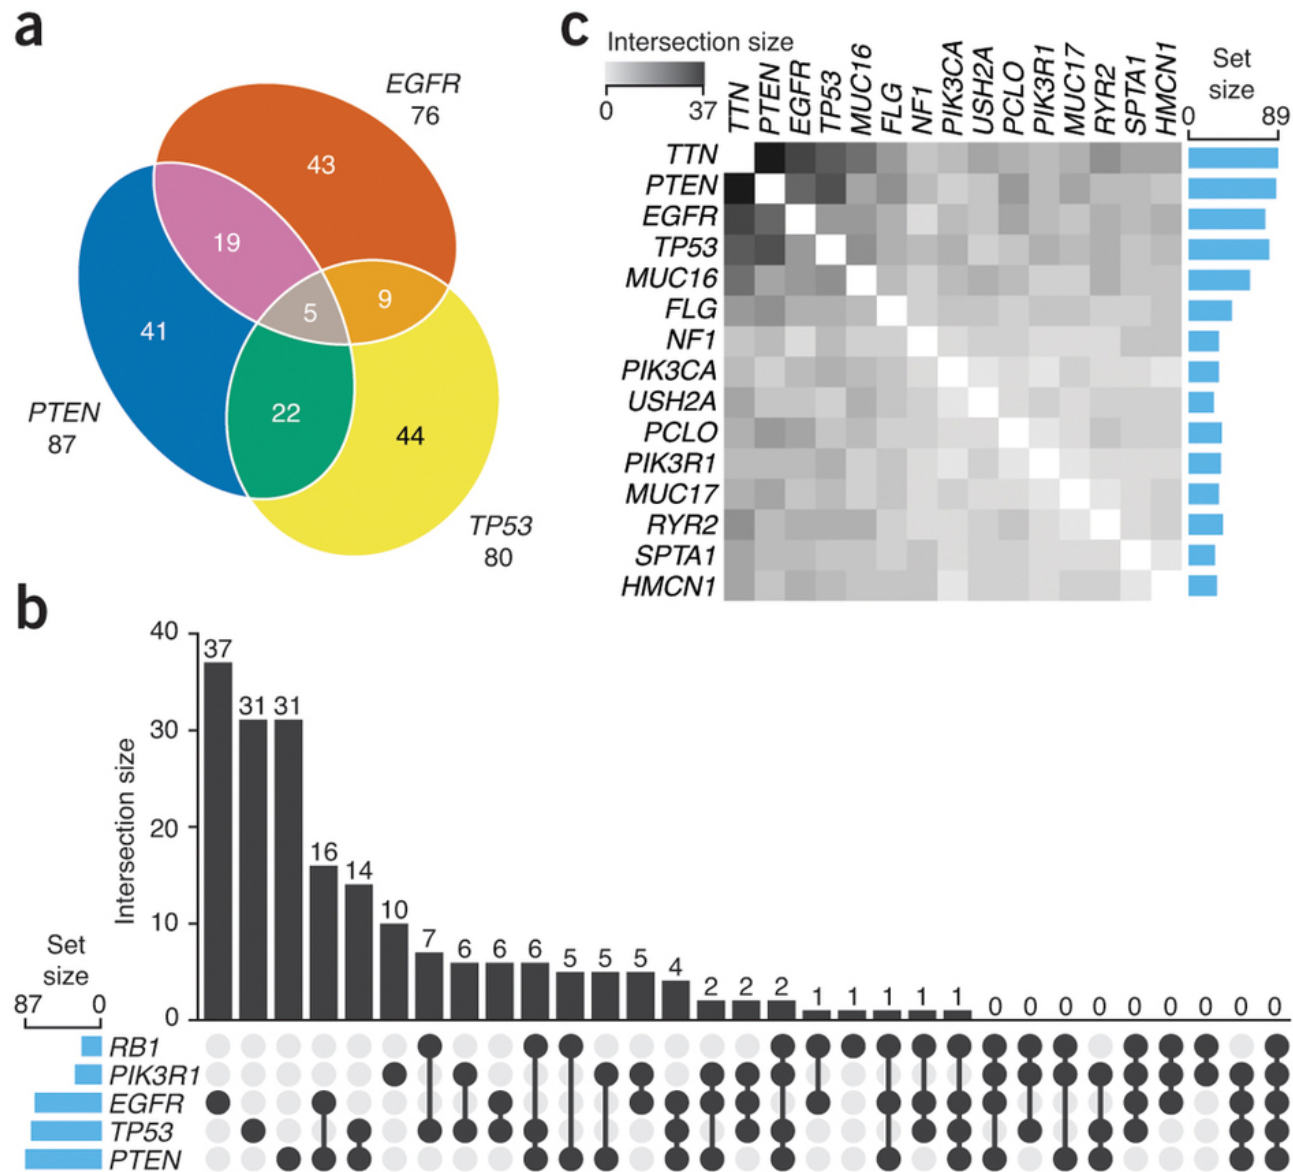 a
EGFR
76
43
19
5
9
41
22
44
PTEN
87
TP53
80
c
Intersection size
0 37
TTN PTEN EGFR TP53 MUC16 FLG NF1 PIK3CA USH2A PCLO PIK3R1 MUC17 RYR2 SPTA1 HMCN1
Set
size
0 89
TTN
PTEN
EGFR
TP53
MUC16
FLG
NF1
PIK3CA
USH2A
PCLO
PIK3R1
MUC17
RYR2
SPTA1
HMCN1
b
Intersection size
40
30
20
10
0
37 31 31 16 14 10 7 6 6 6 5 5 5 4 2 2 2 1 1 1 1 1 0 0 0 0 0 0 0 0 0
Set
size
87 0
RB1
PIK3R1
EGFR
TP53
PTEN